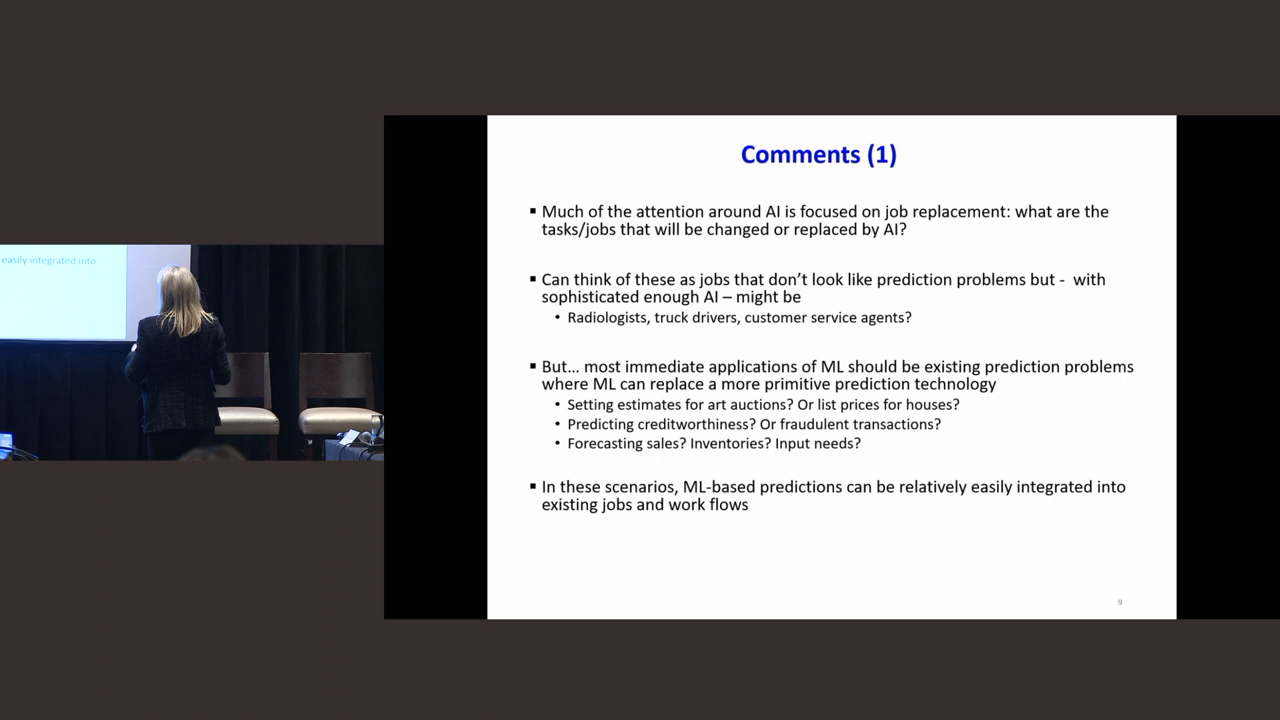 Comments (1)
▪ Much of the attention around AI is focused on job replacement: what are the
tasks/jobs that will be changed or replaced by AI?
▪ Can think of these as jobs that don’t look like prediction problems but - with
sophisticated enough AI – might be
• Radiologists, truck drivers, customer service agents?
▪ But… most immediate applications of ML should be existing prediction problems
where ML can replace a more primitive prediction technology
• Setting estimates for art auctions? Or list prices for houses?
• Predicting creditworthiness? Or fraudulent transactions?
• Forecasting sales? Inventories? Input needs?
▪ In these scenarios, ML-based predictions can be relatively easily integrated into
existing jobs and work flows
9
easily integrated into